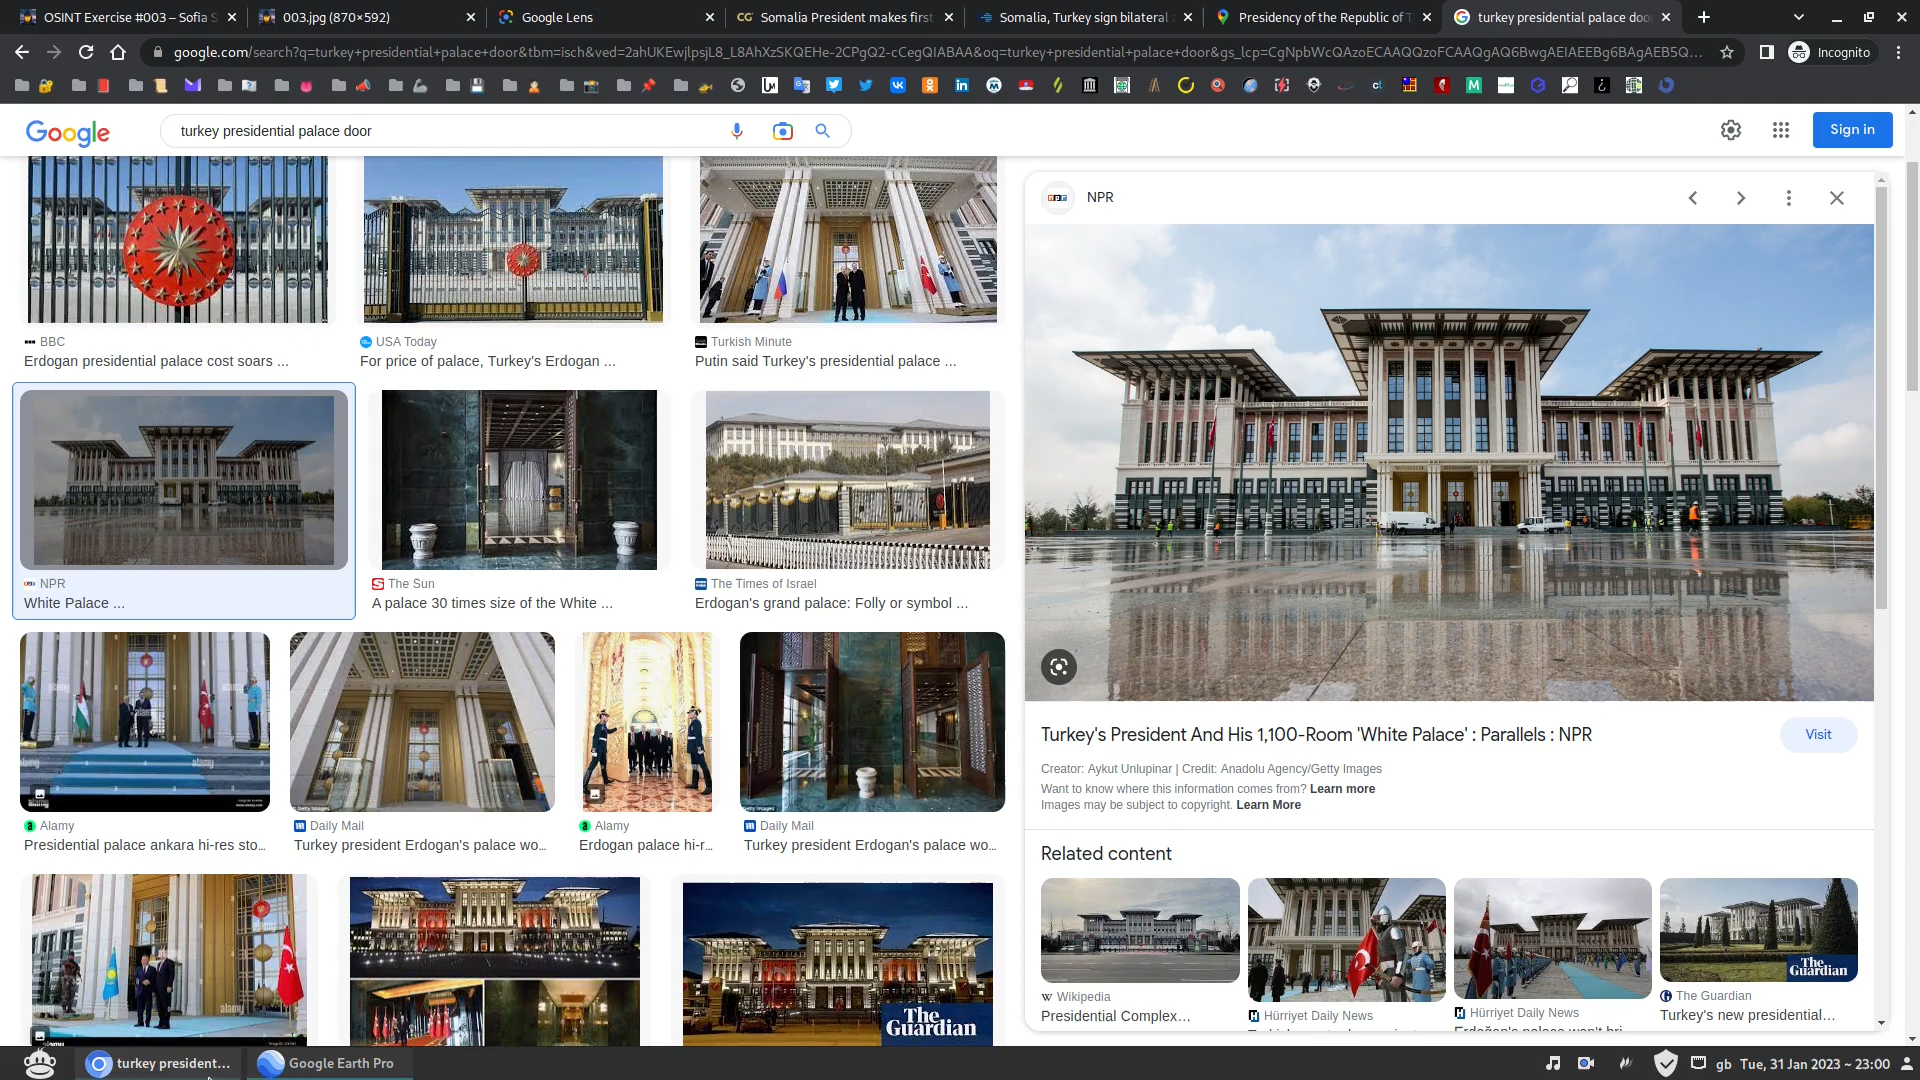 OSINT Exercise #003 – Sofia S
003.jpg (870×592)
Google Lens
Somalia President makes first
Somalia, Turkey sign bilateral
Presidency of the Republic of T
turkey presidential palace doo
google.com/search?q=turkey+presidential+palace+door&tbm=isch&ved=2ahUKEwjlpsjL8_L8AhXzSKQEHe-2CPgQ2-cCegQIABAA&oq=turkey+presidential+palace+door&gs_lcp=CgNpbWcQAzoECAAQQzoFCAAQgAQ6BwgAEIAEEBg6BAgAEB5Q...
Incognito
Google
turkey presidential palace door
Sign in
NPR
BBC
Erdogan presidential palace cost soars ...
USA Today
For price of palace, Turkey's Erdogan ...
Turkish Minute
Putin said Turkey's presidential palace ...
NPR
White Palace ...
The Sun
A palace 30 times size of the White ...
The Times of Israel
Erdogan's grand palace: Folly or symbol ...
Alamy
Presidential palace ankara hi-res sto...
Daily Mail
Turkey president Erdogan's palace wo...
Alamy
Erdogan palace hi-r...
Daily Mail
Turkey president Erdogan's palace wo...
alamy
The Guardian
Turkey's President And His 1,100-Room 'White Palace' : Parallels : NPR
Visit
Creator: Aykut Unlupinar | Credit: Anadolu Agency/Getty Images
Want to know where this information comes from? Learn more
Images may be subject to copyright. Learn More
Related content
The Guardian
Wikipedia
Presidential Complex...
Hürriyet Daily News
Hürriyet Daily News
The Guardian
Turkey's new presidential...
turkey president...
Google Earth Pro
gb
Tue, 31 Jan 2023 ~ 23:00